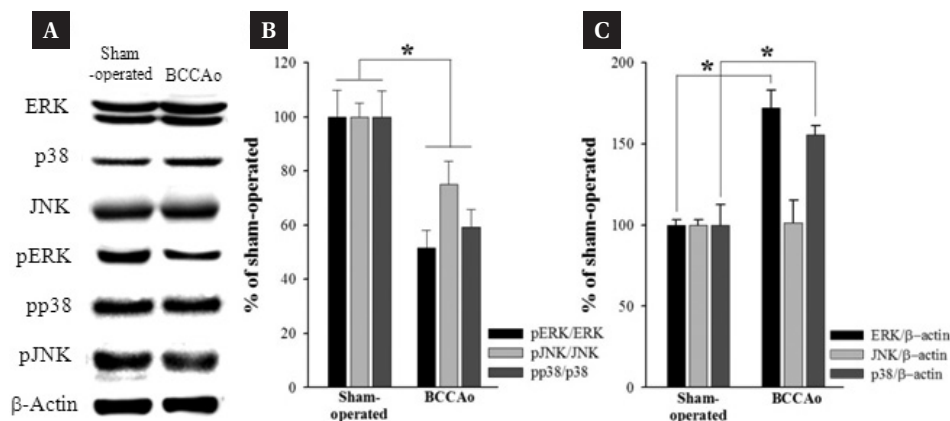 A
Sham
-operated
BCCAo
ERK
p38
JNK
pERK
pp38
pJNK
β-Actin
B
*
% of sham-operated
120
100
80
60
40
20
0
pERK/ERK
pJNK/JNK
pp38/p38
Sham-
operated
BCCAo
C
*
*
% of sham-operated
200
150
100
50
0
ERK/β–actin
JNK/β–actin
p38/β–actin
Sham-
operated
BCCAo